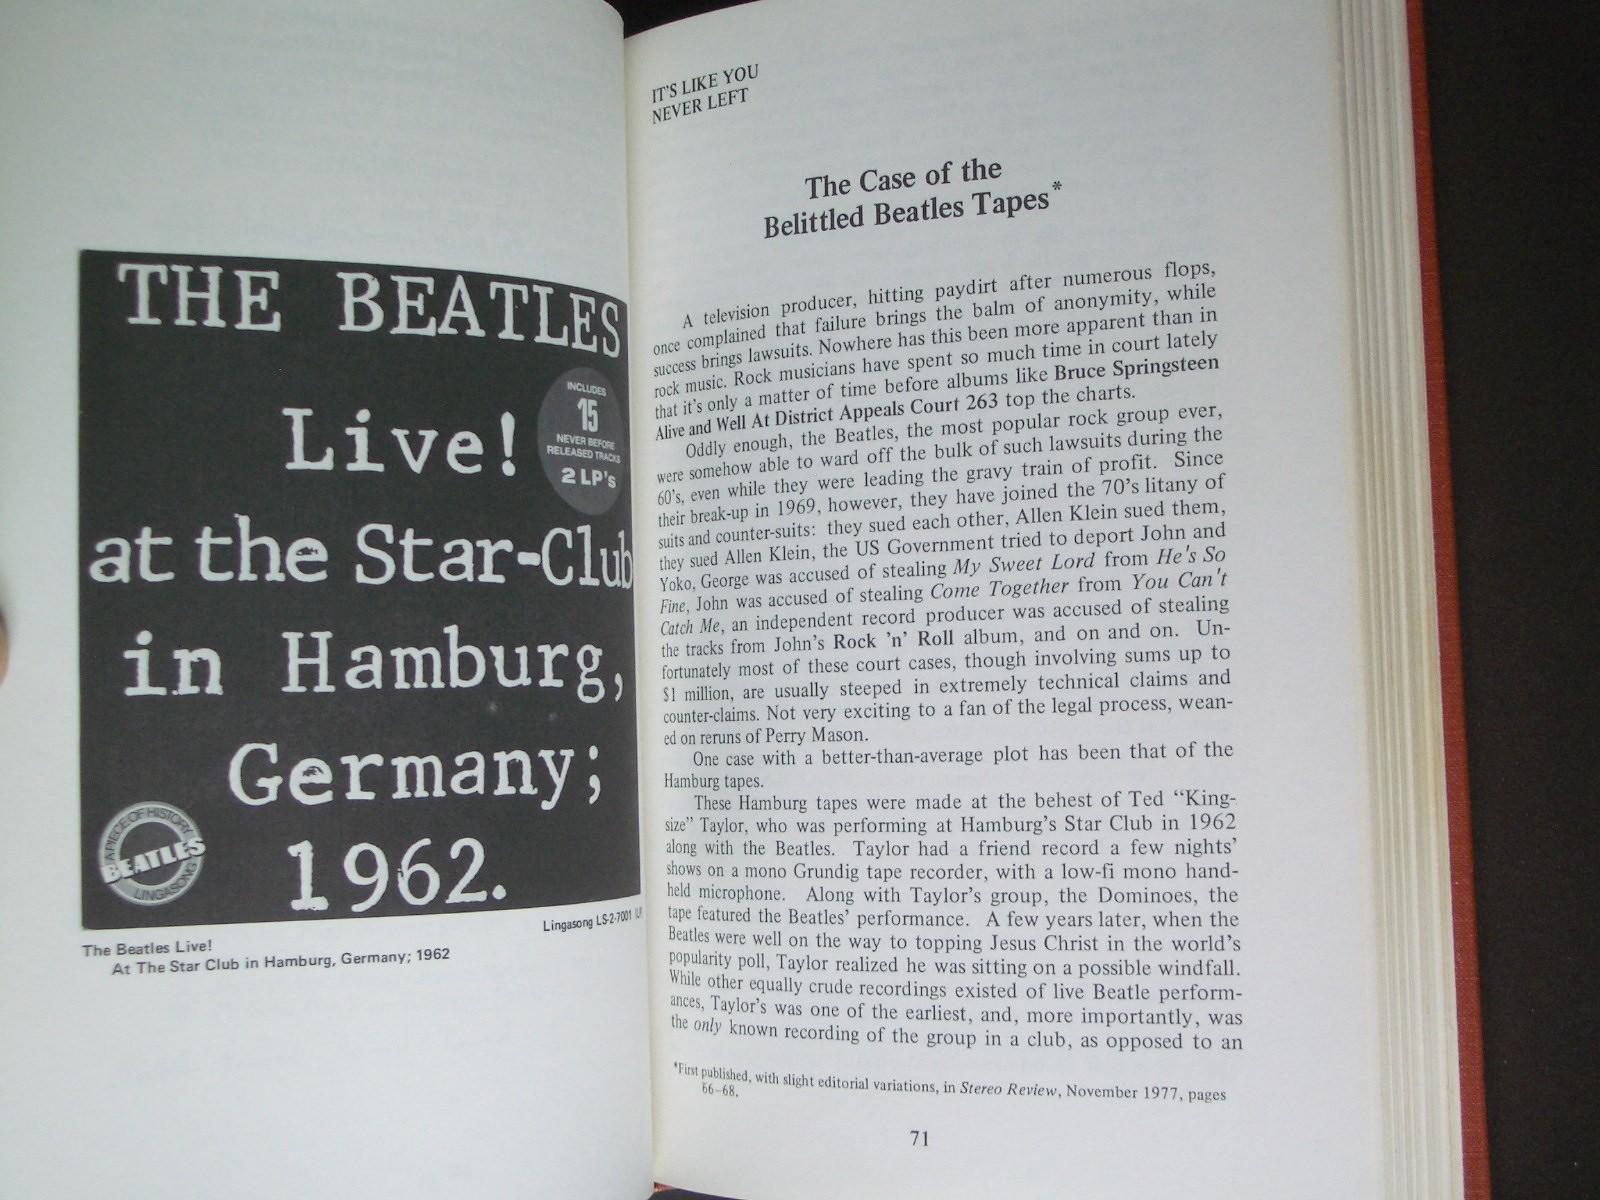 THE BEATLES
Live!
INCLUDES
15
NEVER BEFORE
RELEASED TRACKS
2 LP's
at the Star-Club
in Hamburg,
Germany;
1962.
A PIECE OF HISTORY
BEATLES
LINGASONG
Lingasong LS-2-7001
The Beatles Live!
At The Star Club in Hamburg, Germany; 1962
IT'S LIKE YOU
NEVER LEFT
The Case of the
Belittled Beatles Tapes*
A television producer, hitting paydirt after numerous flops,
once complained that failure brings the balm of anonymity, while
success brings lawsuits. Nowhere has this been more apparent than in
rock music. Rock musicians have spent so much time in court lately
that it's only a matter of time before albums like Bruce Springsteen
Alive and Well At District Appeals Court 263 top the charts.
Oddly enough, the Beatles, the most popular rock group ever,
were somehow able to ward off the bulk of such lawsuits during the
60's, even while they were leading the gravy train of profit. Since
their break-up in 1969, however, they have joined the 70's litany of
suits and counter-suits: they sued each other, Allen Klein sued them,
they sued Allen Klein, the US Government tried to deport John and
Yoko, George was accused of stealing My Sweet Lord from He's So
Fine, John was accused of stealing Come Together from You Can't
Catch Me, an independent record producer was accused of stealing
the tracks from John's Rock 'n' Roll album, and on and on. Un-
fortunately most of these court cases, though involving sums up to
$1 million, are usually steeped in extremely technical claims and
counter-claims. Not very exciting to a fan of the legal process, wean-
ed on reruns of Perry Mason.
One case with a better-than-average plot has been that of the
Hamburg tapes.
These Hamburg tapes were made at the behest of Ted “King-
size” Taylor, who was performing at Hamburg's Star Club in 1962
along with the Beatles. Taylor had a friend record a few nights'
shows on a mono Grundig tape recorder, with a low-fi mono hand-
held microphone. Along with Taylor's group, the Dominoes, the
tape featured the Beatles' performance. A few years later, when the
Beatles were well on the way to topping Jesus Christ in the world's
popularity poll, Taylor realized he was sitting on a possible windfall.
While other equally crude recordings existed of live Beatle perform-
ances, Taylor's was one of the earliest, and, more importantly, was
the only known recording of the group in a club, as opposed to an
*First published, with slight editorial variations, in Stereo Review, November 1977, pages
66–68.
71